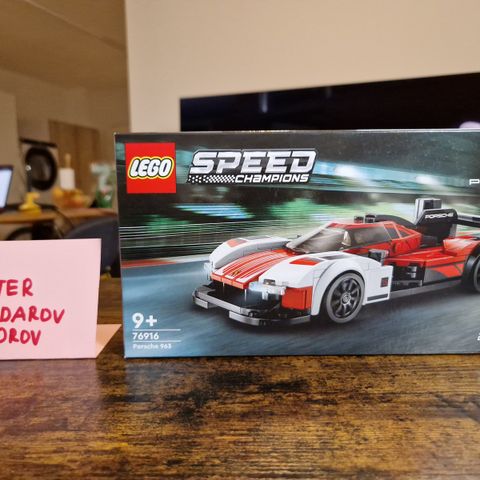 TER
DAROV
OROV
LEGO
SPEED
CHAMPIONS
PORSCHE
9+
76916
Porsche 963